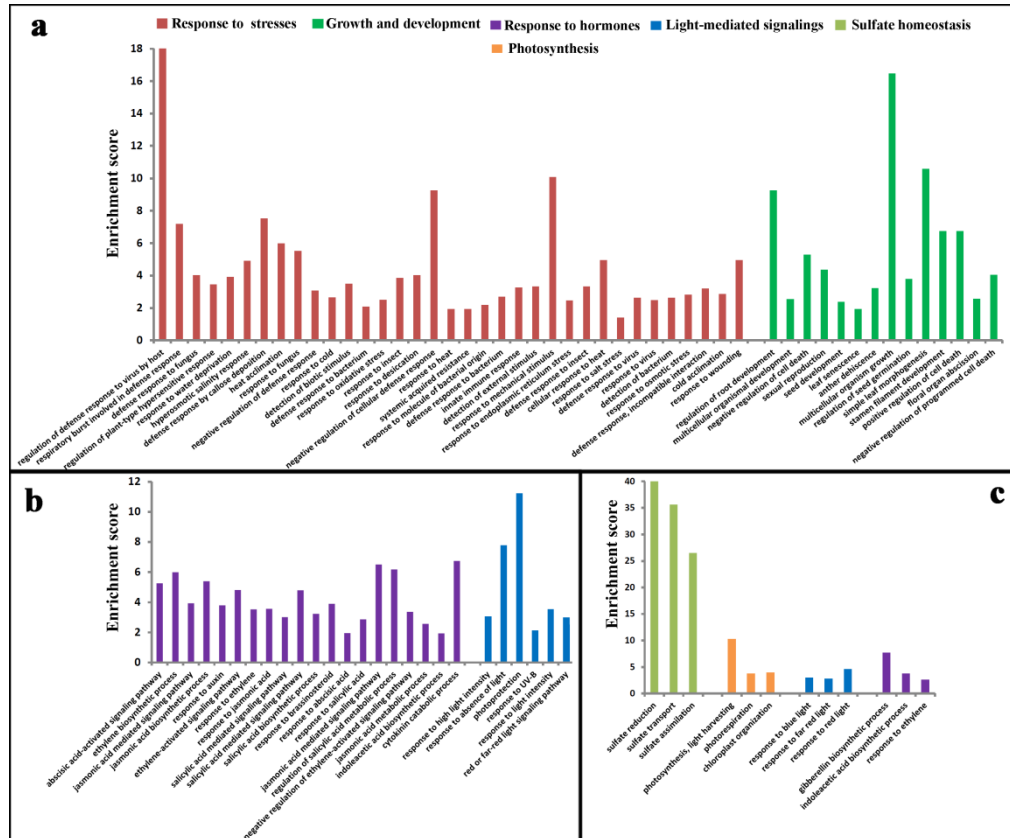 a
Response to stresses
Growth and development
Response to hormones
Light-mediated signalings
Sulfate homeostasis
Photosynthesis
Enrichment score
18
16
14
12
10
8
6
4
2
0
regulation of defense response to virus by host
respiratory burst involved in defense response
defense response to fungus
regulation of plant-type hypersensitive response
response to water deprivation
hyperosmotic salinity response
defense response by callose deposition
heat acclimation
response to fungus
negative regulation of defense response
response to cold
detection of biotic stimulus
defense response to bacterium
response to oxidative stress
response to insect
response to desiccation
negative regulation of cellular defense response
response to heat
systemic acquired resistance
response to molecule of bacterial origin
defense response to bacterium
innate immune response
detection of external stimulus
response to mechanical stimulus
response to endoplasmic reticulum stress
defense response to insect
cellular response to heat
response to salt stress
response to virus
defense response to virus
detection of bacterium
response to osmotic stress
defense response, incompatible interaction
cold acclimation
response to wounding
regulation of root development
multicellular organismal development
negative regulation of cell death
sexual reproduction
seed development
leaf senescence
anther dehiscence
multicellular organism growth
regulation of seed germination
simple leaf morphogenesis
stamen filament development
positive regulation of cell death
floral organ abscission
negative regulation of programmed cell death
b
Enrichment score
12
10
8
6
4
2
0
abscisic acid-activated signaling pathway
ethylene biosynthetic process
jasmonic acid mediated signaling pathway
jasmonic acid biosynthetic process
response to auxin
ethylene-activated signaling pathway
response to ethylene
response to jasmonic acid
salicylic acid mediated signaling pathway
salicylic acid mediated signaling pathway
salicylic acid biosynthetic process
response to brassinosteroid
response to abscisic acid
response to salicylic acid
jasmonic acid mediated signaling pathway
regulation of salicylic acid metabolic process
negative regulation of ethylene-activated signaling pathway
jasmonic acid metabolic process
indoleacetic acid biosynthetic process
cytokinin catabolic process
response to high light intensity
response to absence of light
photoprotection
response to UV-B
response to light intensity
red or far-red light signaling pathway
c
Enrichment score
40
35
30
25
20
15
10
5
0
sulfate reduction
sulfate transport
sulfate assimilation
photosynthesis, light harvesting
photorespiration
chloroplast organization
response to blue light
response to far red light
response to red light
gibberellin biosynthetic process
indoleacetic acid biosynthetic process
response to ethylene